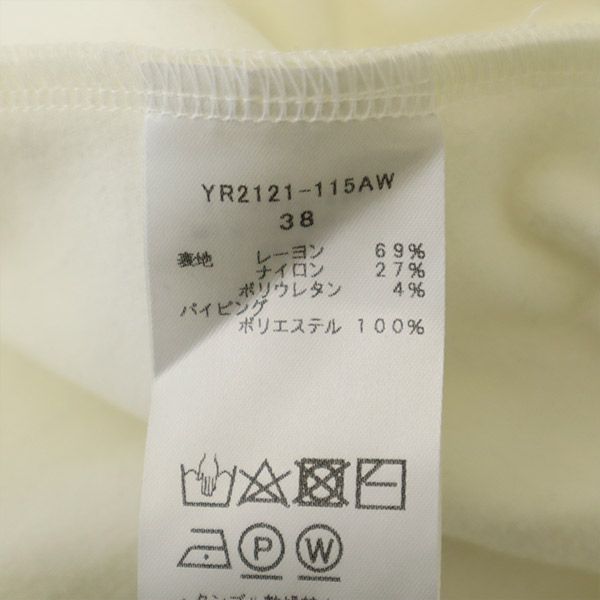 YR2121-115AW
38
表地 レーヨン 69%
ナイロン 27%
ポリウレタン 4%
パイピング
ポリエステル 100%
P W